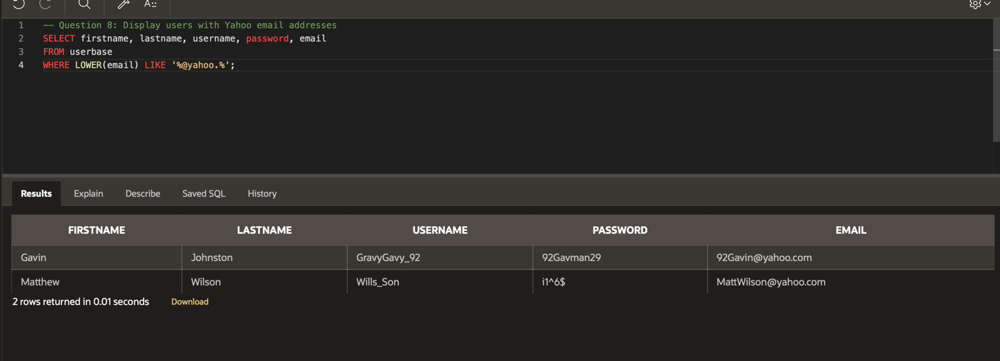 A::
1 -- Question 8: Display users with Yahoo email addresses
2 SELECT firstname, lastname, username, password, email
3 FROM userbase
4 WHERE LOWER(email) LIKE '%@yahoo.%';
Results Explain Describe Saved SQL History
FIRSTNAME LASTNAME USERNAME PASSWORD EMAIL
Gavin Johnston GravyGavy_92 92Gavman29 92Gavin@yahoo.com
Matthew Wilson Wills_Son i1^6$ MattWilson@yahoo.com
2 rows returned in 0.01 seconds Download